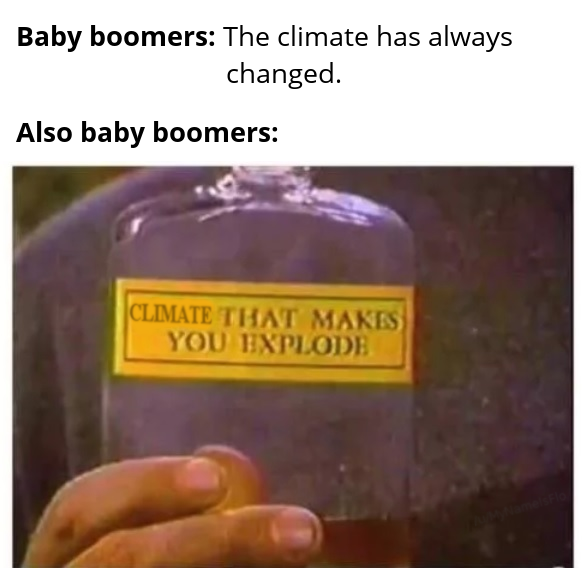 Baby boomers: The climate has always
changed.
Also baby boomers:
CLIMATE THAT MAKES
YOU EXPLODE